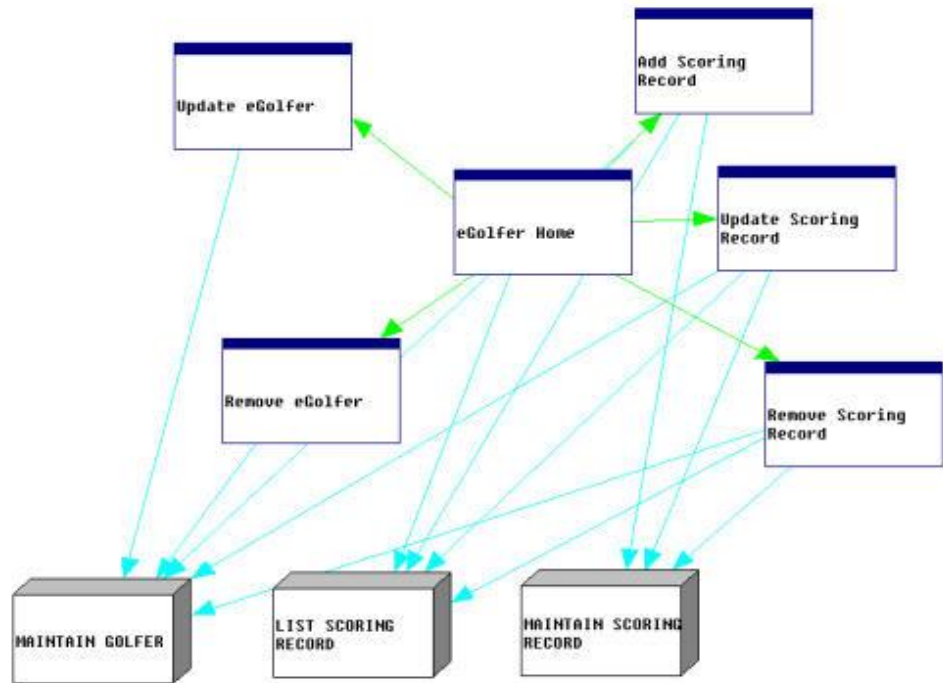 Add Scoring
Record
Update eGolfer
eGolfer Home
Update Scoring
Record
Remove eGolfer
Remove Scoring
Record
MAINTAIN GOLFER
LIST SCORING
RECORD
MAINTAIN SCORING
RECORD